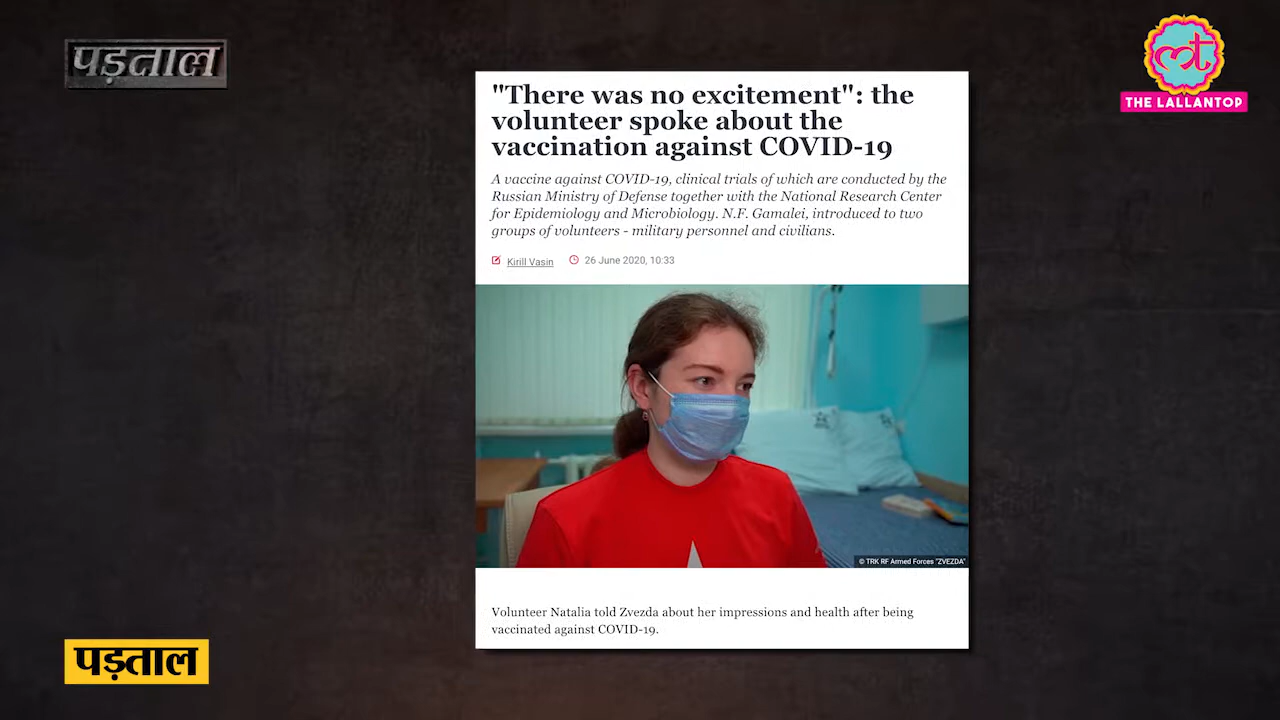 पड़ताल
लt
THE LALLANTOP
"There was no excitement": the
volunteer spoke about the
vaccination against COVID-19
A vaccine against COVID-19, clinical trials of which are conducted by the
Russian Ministry of Defense together with the National Research Center
for Epidemiology and Microbiology. N.F. Gamalei, introduced to two
groups of volunteers - military personnel and civilians.
Kirill Vasin 26 June 2020, 10:33
© TRK RF Armed Forces "ZVEZDA"
Volunteer Natalia told Zvezda about her impressions and health after being
vaccinated against COVID-19.
पड़ताल